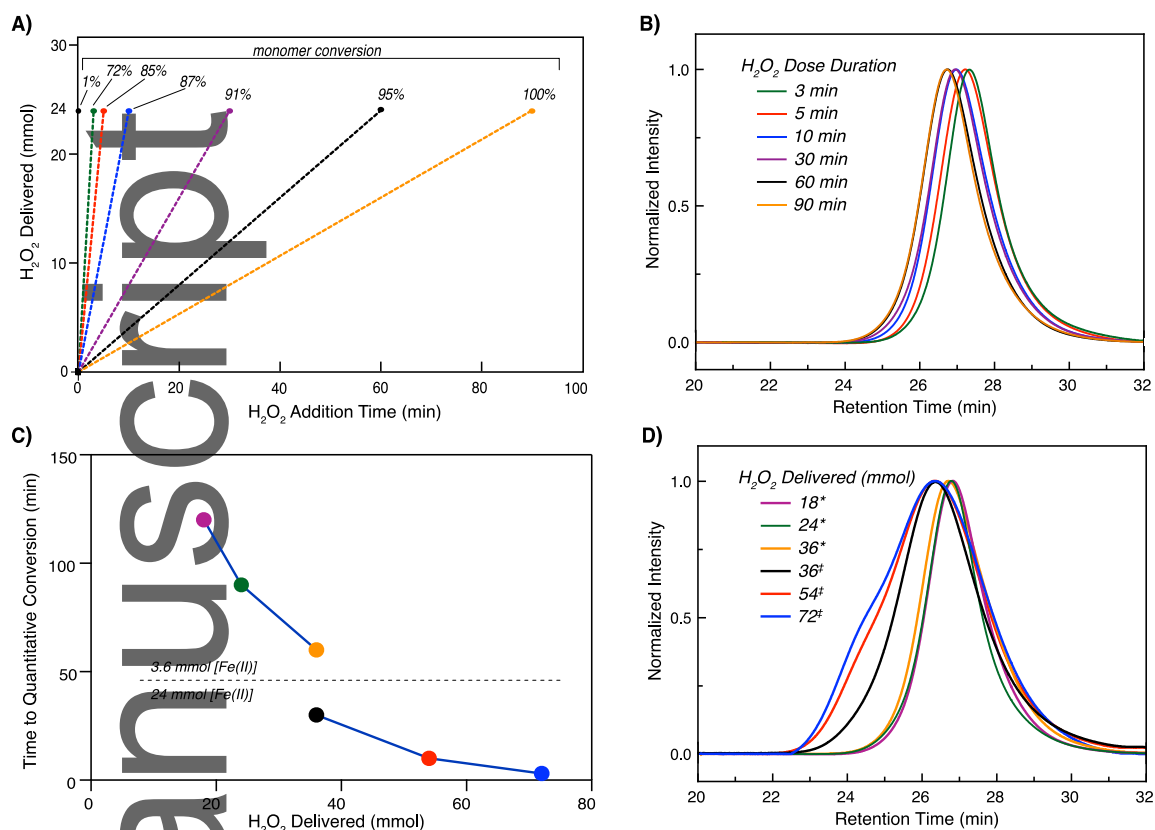 A)
monomer conversion
1%
72%
85%
87%
91%
95%
100%
30
24
20
10
0
0
20
40
60
80
100
H₂O₂ Delivered (mmol)
H₂O₂ Addition Time (min)
B)
H₂O₂ Dose Duration
3 min
5 min
10 min
30 min
60 min
90 min
1.0
0.5
0.0
20
22
24
26
28
30
32
Normalized Intensity
Retention Time (min)
C)
150
100
50
0
0
20
40
60
80
3.6 mmol [Fe(II)]
24 mmol [Fe(II)]
Time to Quantitative Conversion (min)
H₂O₂ Delivered (mmol)
D)
H₂O₂ Delivered (mmol)
18*
24*
36*
36‡
54‡
72‡
1.0
0.5
0.0
20
22
24
26
28
30
32
Normalized Intensity
Retention Time (min)